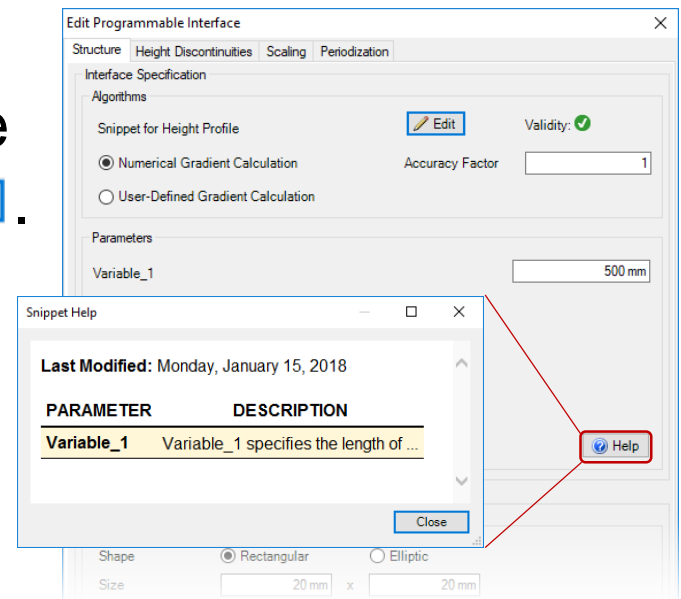 Edit Programmable Interface
Structure Height Discontinuities Scaling Periodization
Interface Specification
Algorithms
e
Snippet for Height Profile Edit Validity:
Numerical Gradient Calculation Accuracy Factor 1
User-Defined Gradient Calculation
.
Parameters
Variable_1 500 mm
Snippet Help
Last Modified: Monday, January 15, 2018
PARAMETER DESCRIPTION
Variable_1 Variable_1 specifies the length of ...
Help
Close
Shape Rectangular Elliptic
Size 20 mm x 20 mm